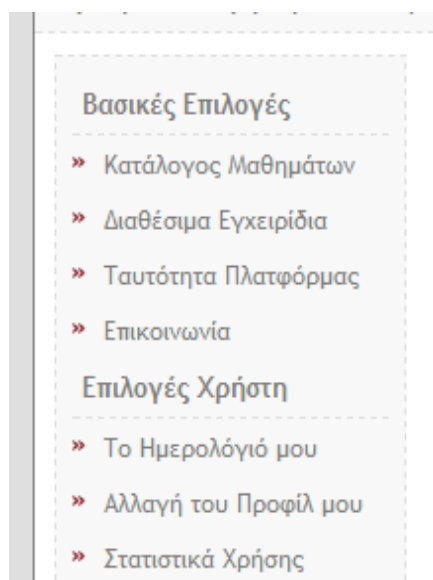 Βασικές Επιλογές
» Κατάλογος Μαθημάτων
» Διαθέσιμα Εγχειρίδια
» Ταυτότητα Πλατφόρμας
» Επικοινωνία
Επιλογές Χρήστη
» Το Ημερολόγιό μου
» Αλλαγή του Προφίλ μου
» Στατιστικά Χρήσης